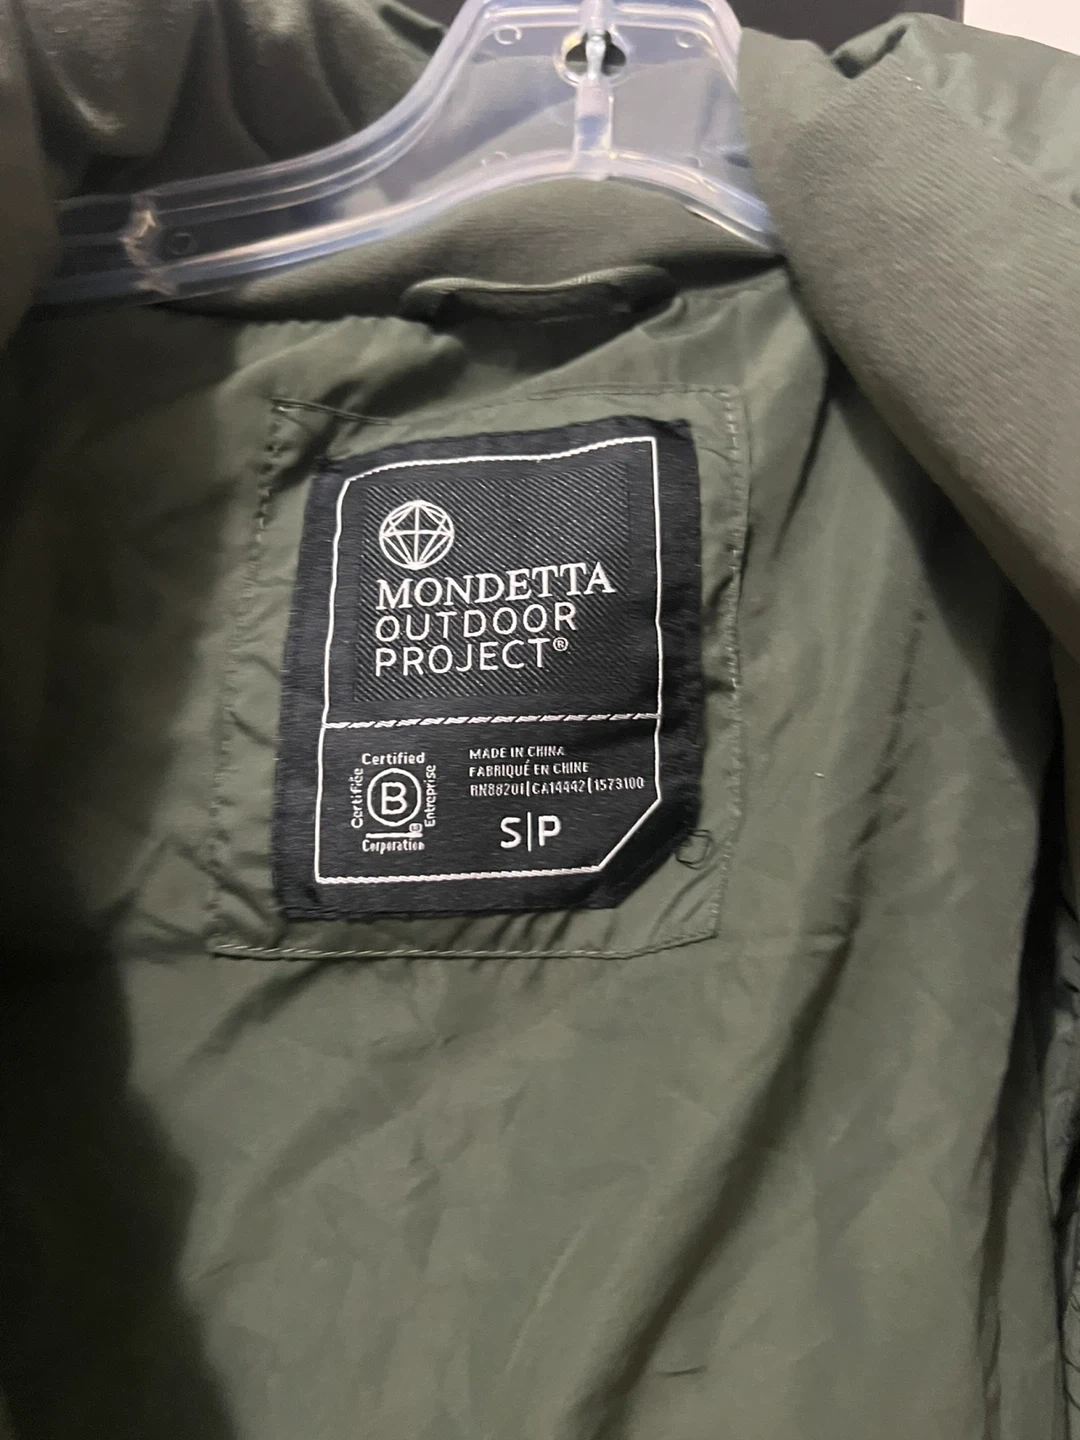 MONDETTA
OUTDOOR
PROJECT®
Certified
Certifiée
B
Entreprise
®
Corporation
MADE IN CHINA
FABRIQUÉ EN CHINE
RN88201|CA14442|1573100
S|P